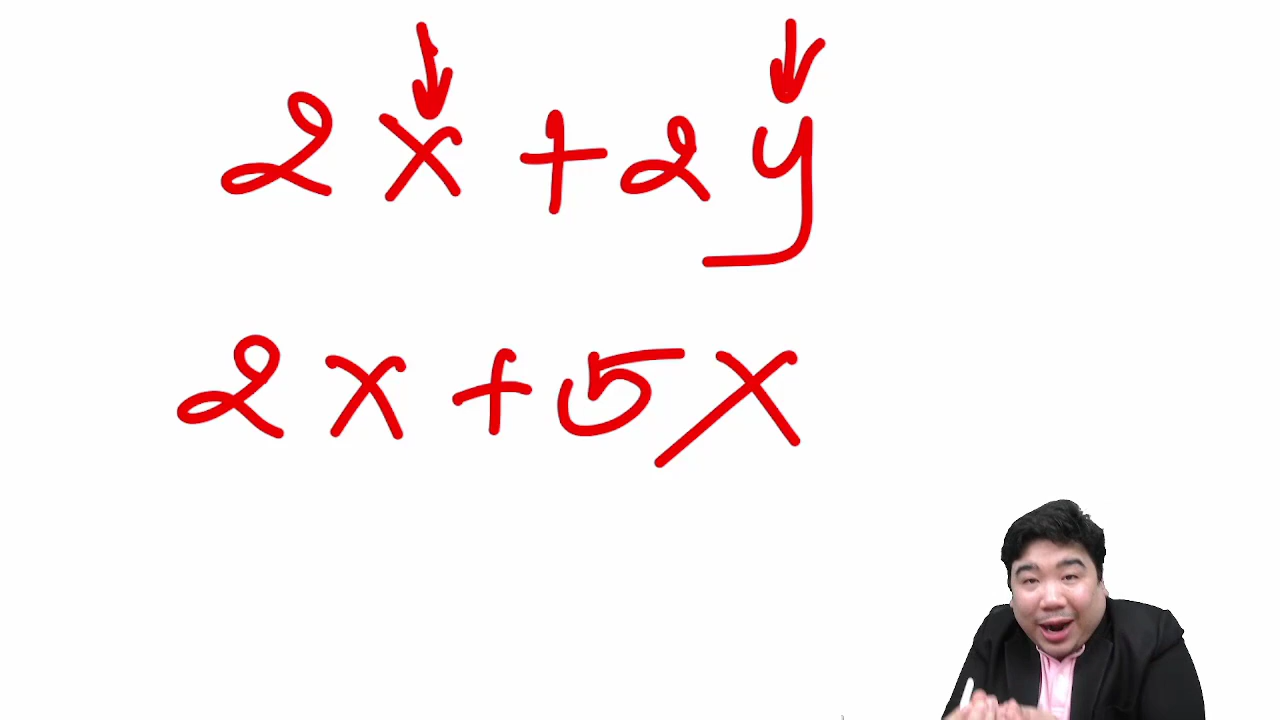 2x + 2y
2x + 5x